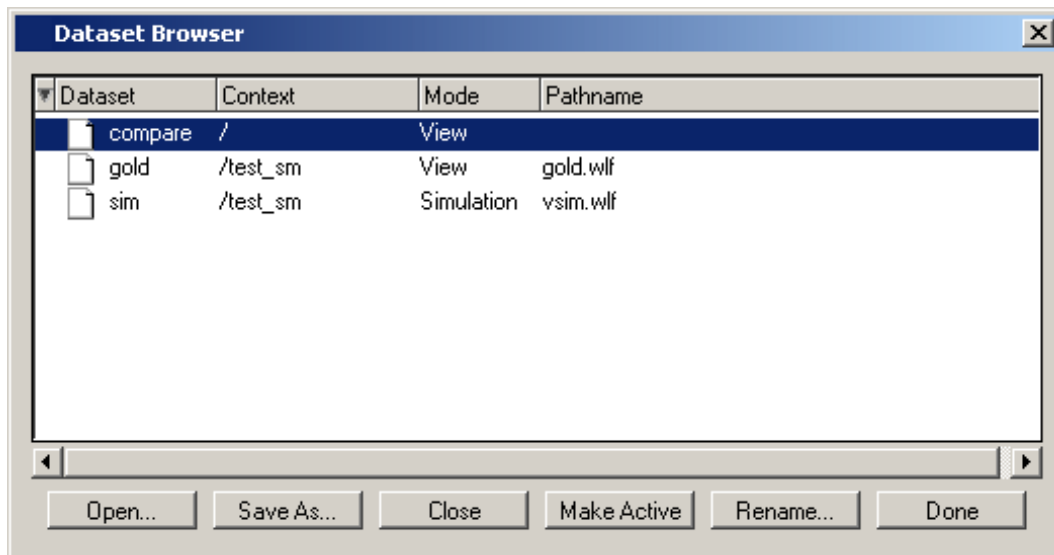 Dataset Browser
Dataset Context Mode Pathname
compare / View
gold /test_sm View gold.wlf
sim /test_sm Simulation vsim.wlf
Open... Save As... Close Make Active Rename... Done